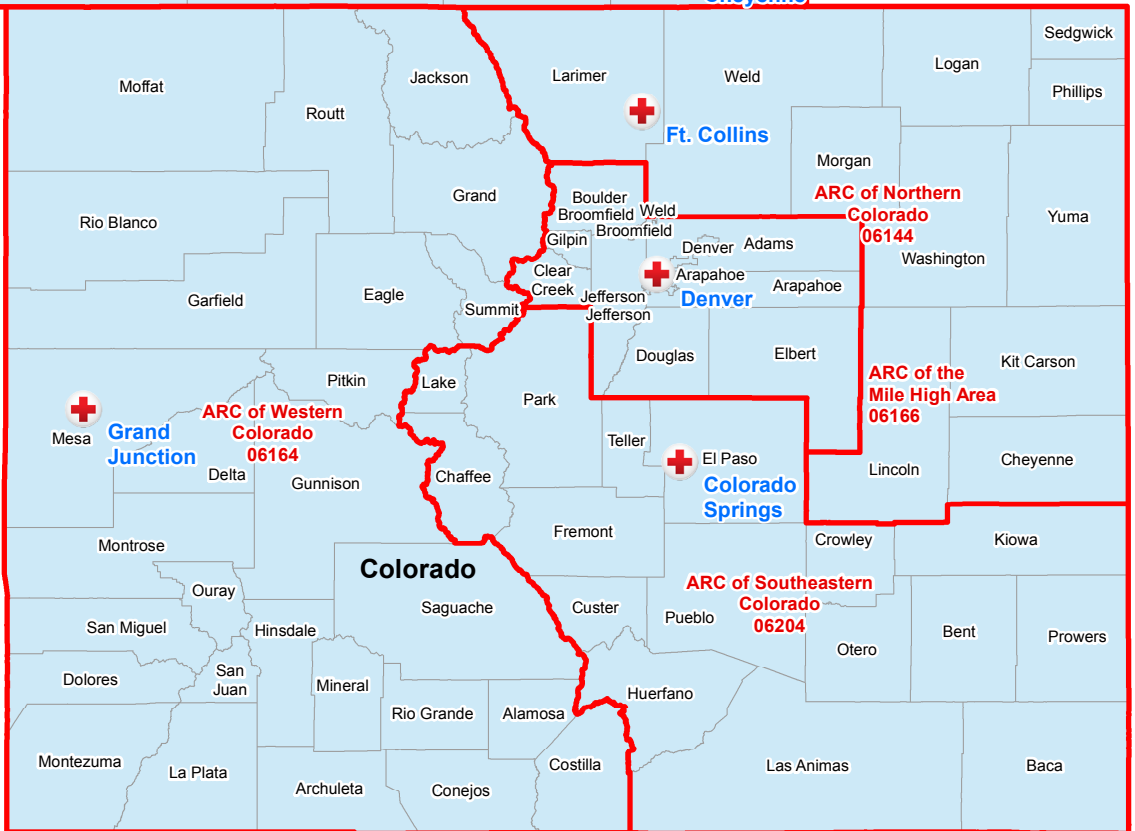 Cheyenne
Sedgwick
Moffat
Jackson
Larimer
Weld
Logan
Phillips
Routt
Ft. Collins
Morgan
Grand
Boulder
Broomfield
Weld
Broomfield
ARC of Northern
Colorado
06144
Yuma
Rio Blanco
Gilpin
Denver
Adams
Washington
Clear
Creek
Arapahoe
Arapahoe
Denver
Garfield
Eagle
Summit
Jefferson
Jefferson
Douglas
Elbert
Kit Carson
Pitkin
Lake
Park
ARC of the
Mile High Area
06166
Mesa
Grand
Junction
ARC of Western
Colorado
06164
Delta
Gunnison
Chaffee
Teller
El Paso
Colorado
Springs
Lincoln
Cheyenne
Fremont
Crowley
Kiowa
Montrose
Colorado
Ouray
Saguache
Custer
Pueblo
ARC of Southeastern
Colorado
06204
San Miguel
Hinsdale
Otero
Bent
Prowers
Dolores
San
Juan
Mineral
Rio Grande
Alamosa
Huerfano
Montezuma
La Plata
Archuleta
Conejos
Costilla
Las Animas
Baca